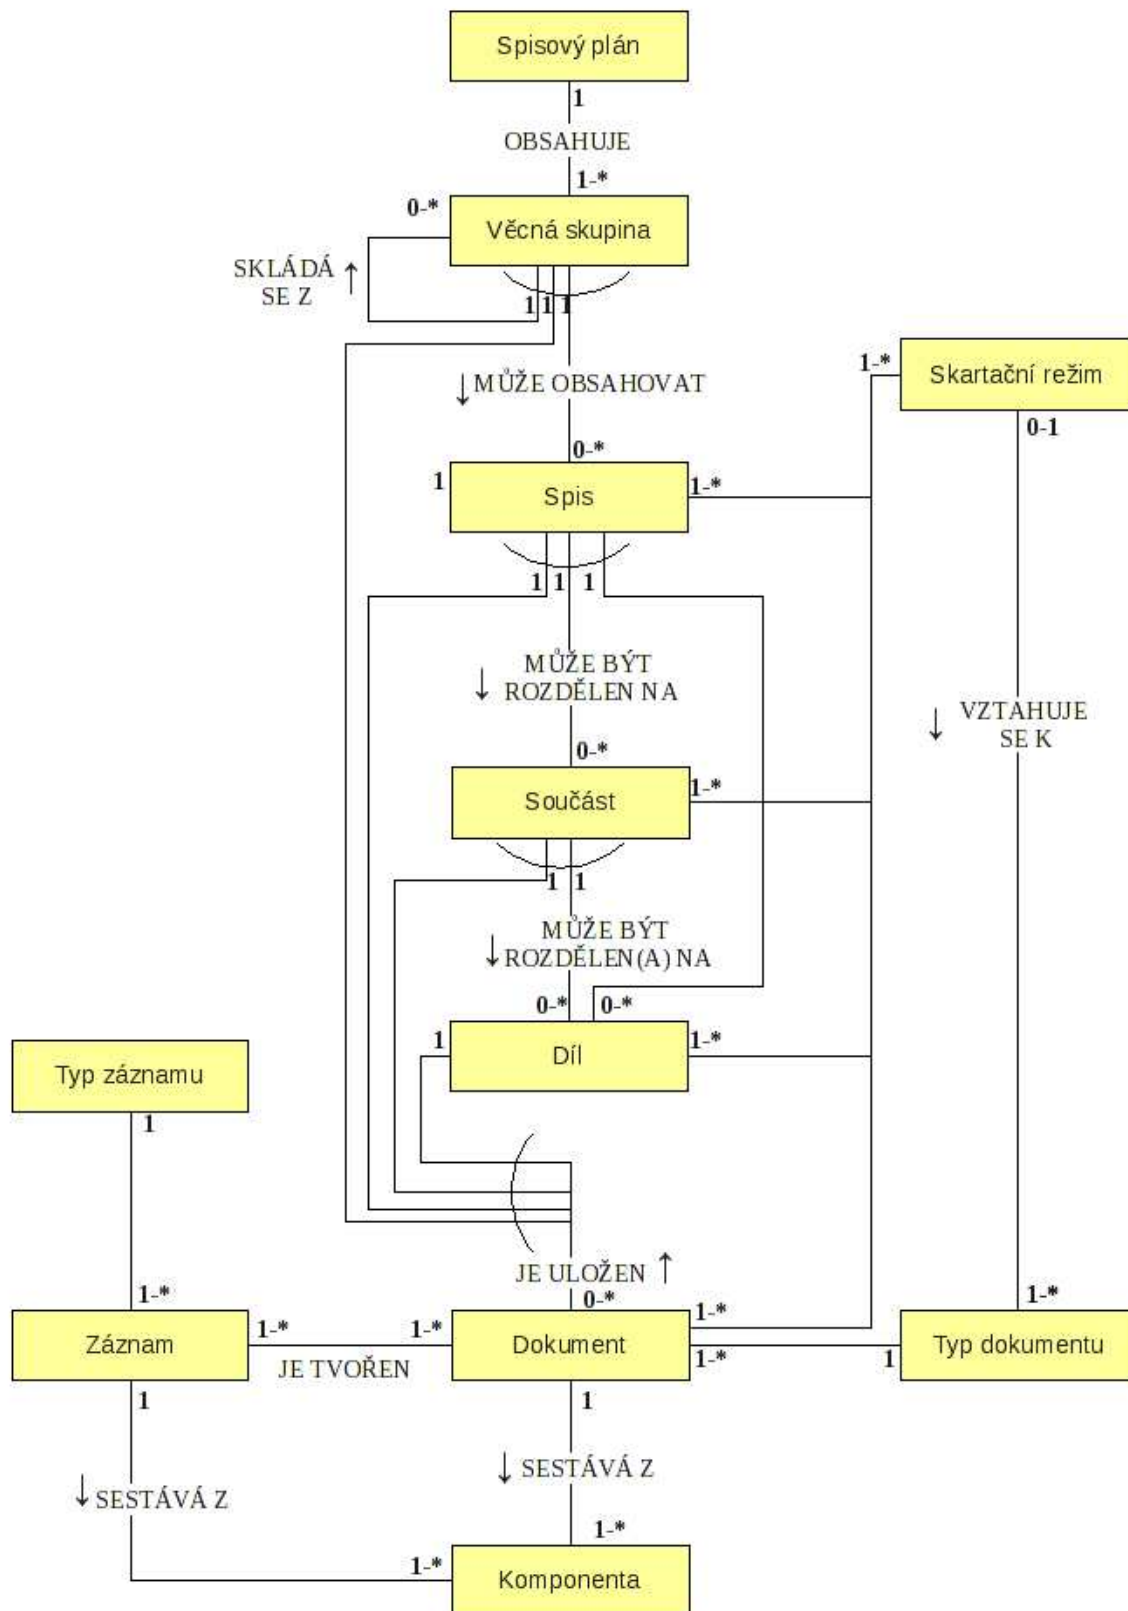 Spisový plán
1
OBSAHUJE
1-*
0-*
Věcná skupina
SKLÁDÁ
SE Z
↑
1 1 1
↓ MŮŽE OBSAHOVAT
1-*
Skartační režim
0-1
0-*
1
Spis
1-*
1 1 1
↓
MŮŽE BÝT
ROZDĚLEN NA
↓
VZTAHUJE
SE K
0-*
Součást
1-*
1 1
↓
MŮŽE BÝT
ROZDĚLEN(A) NA
0-* 0-*
1
Díl
1-*
Typ záznamu
1
JE ULOŽEN ↑
0-*
1-*
Záznam
1-*
JE TVOŘEN
1-*
Dokument
1-*
1-*
1
1-*
Typ dokumentu
1
1
↓ SESTÁVÁ Z
↓ SESTÁVÁ Z
1-*
1-*
Komponenta